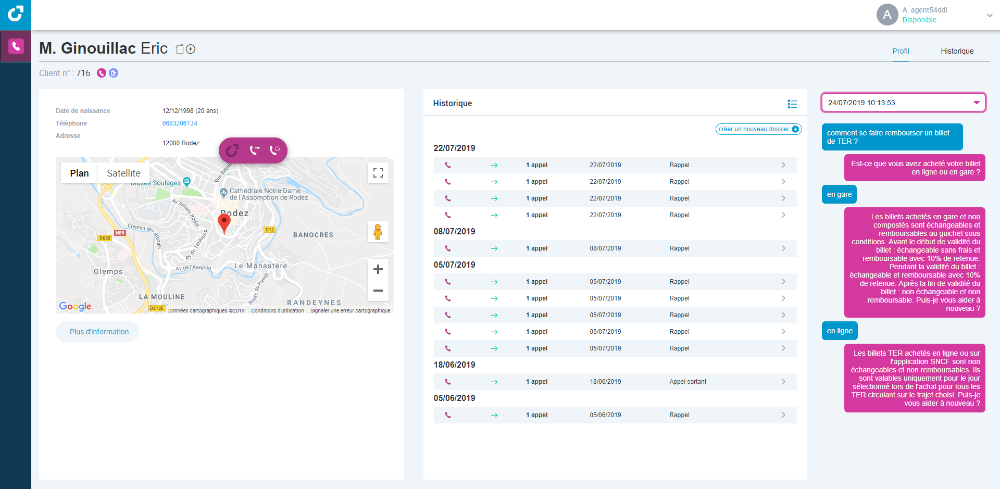 A
A. agent54ddi
Disponible
M. Ginouillac Eric
Profil
Historique
Client n° : 716
Date de naissance
12/12/1998 (20 ans)
Téléphone
0683206134
Adresse
12000 Rodez
Plan
Satellite
Musée Soulages
Rue Béteil
Cathédrale Notre-Dame
de l'Assomption de Rodez
Av Amans Rodat
Rodez
Chemin des Attizals
N88
D653
D12
BANOCRES
Av de Toulouse
Av de l'Aveyron
Le Monastère
Olemps
Route du Puech
LA MOULINE
RANDEYNES
D212E
Google
Données cartographiques ©2019
Conditions d'utilisation
Signaler une erreur cartographique
Plus d'information
Historique
créer un nouveau dossier
22/07/2019
1 appel 22/07/2019 Rappel
1 appel 22/07/2019 Rappel
1 appel 22/07/2019 Rappel
1 appel 22/07/2019 Rappel
08/07/2019
1 appel 08/07/2019 Rappel
05/07/2019
1 appel 05/07/2019 Rappel
1 appel 05/07/2019 Rappel
1 appel 05/07/2019 Rappel
1 appel 05/07/2019 Rappel
1 appel 05/07/2019 Rappel
18/06/2019
1 appel 18/06/2019 Appel sortant
05/06/2019
1 appel 05/06/2019 Rappel
24/07/2019 10:13:53
comment se faire rembourser un billet
de TER ?
Est-ce que vous avez acheté votre billet
en ligne ou en gare ?
en gare
Les billets achetés en gare et non
compostés sont échangeables et
remboursables au guichet sous
conditions. Avant le début de validité du
billet : échangeable sans frais et
remboursable avec 10% de retenue.
Pendant la validité du billet :
échangeable et remboursable avec 10%
de retenue. Après la fin de validité du
billet : non échangeable et non
remboursable. Puis-je vous aider à
nouveau ?
en ligne
Les billets TER achetés en ligne ou sur
l'application SNCF sont non
échangeables et non remboursables. Ils
sont valables uniquement pour le jour
sélectionné lors de l'achat pour tous les
TER circulant sur le trajet choisi. Puis-je
vous aider à nouveau ?